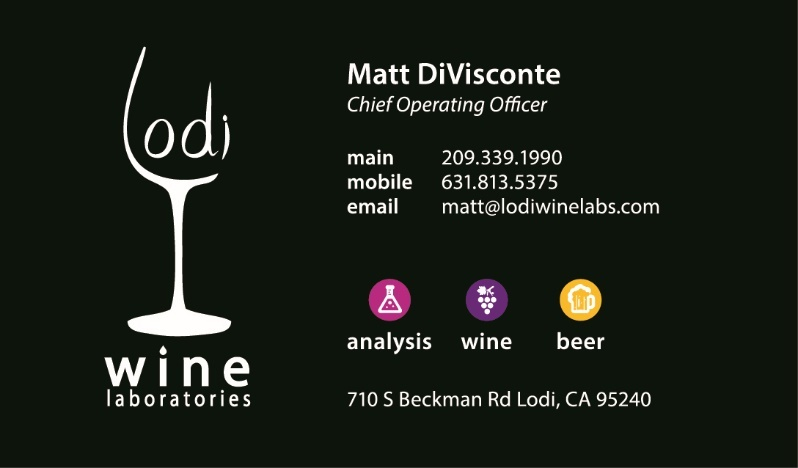 Lodi
wine
laboratories
Matt DiVisconte
Chief Operating Officer
main 209.339.1990
mobile 631.813.5375
email matt@lodiwinelabs.com
analysis wine beer
710 S Beckman Rd Lodi, CA 95240